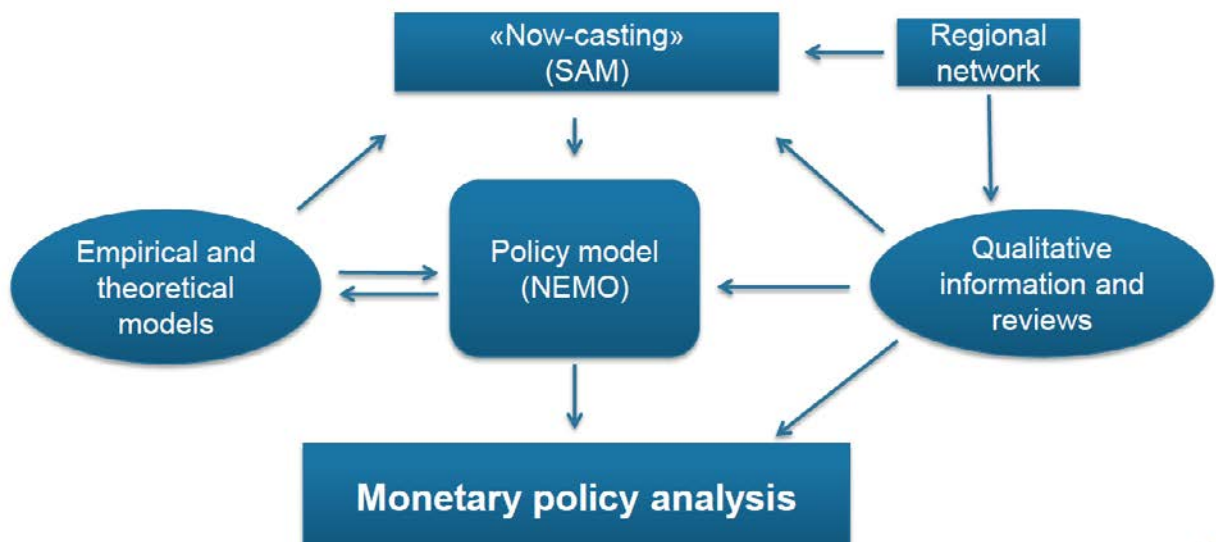 «Now-casting»
(SAM)
Regional
network
Empirical and
theoretical
models
Policy model
(NEMO)
Qualitative
information and
reviews
Monetary policy analysis